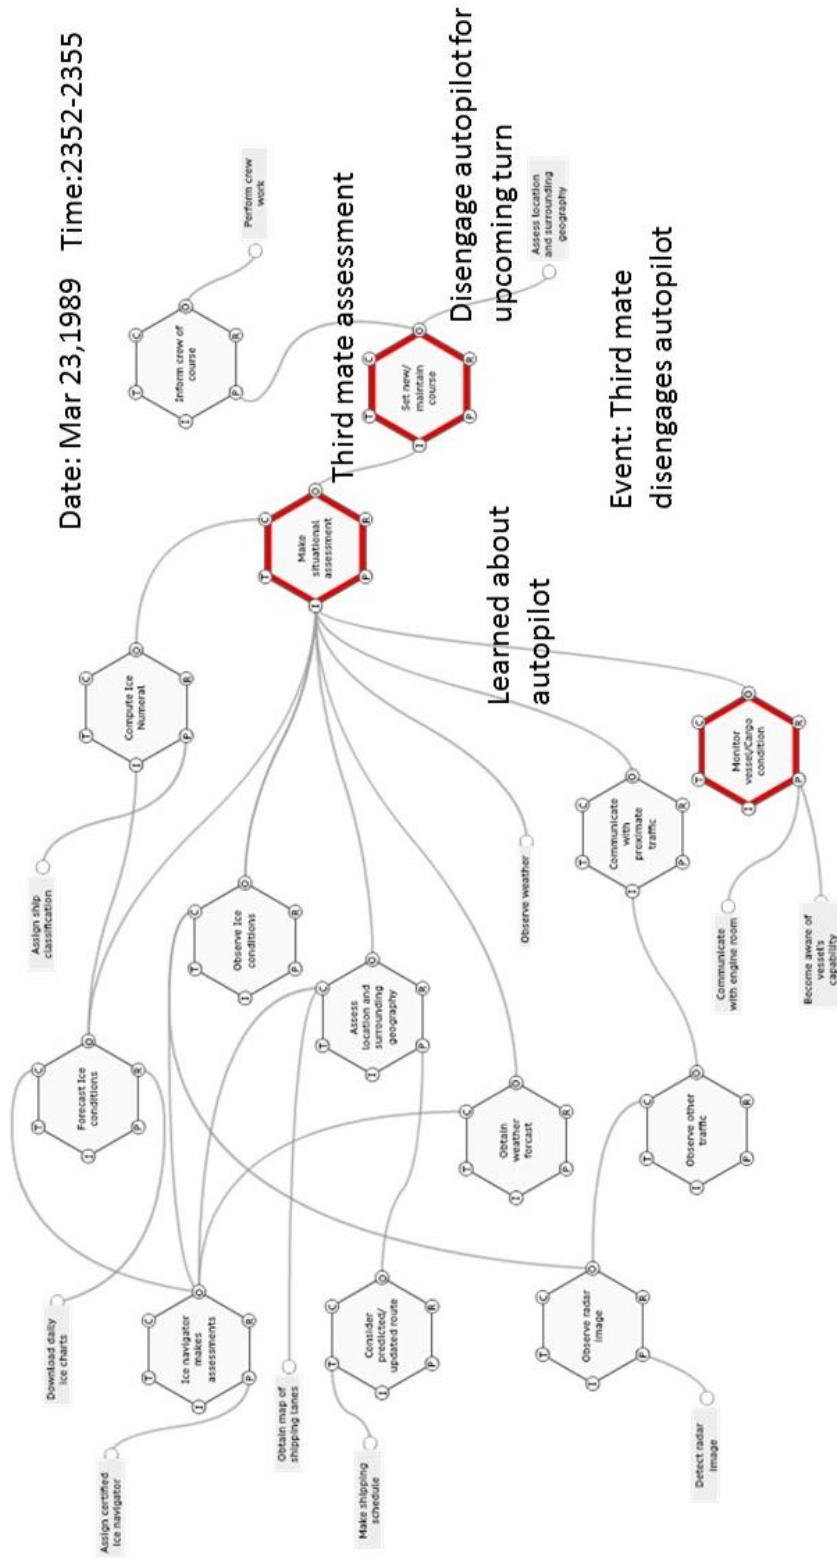 Date: Mar 23,1989 Time:2352-2355
Download daily
ice charts
T C
I O
Forecast Ice
conditions
P R
Assign ship
classification
T C
I O
Compute Ice
Numeral
P R
T C
I O
Inform crew of
course
P R
Perform crew
work
Assign certified
ice navigator
T C
I O
Ice navigator
makes
assessments
P R
T C
I O
Observe Ice
conditions
P R
T C
I O
Make
situational
assessment
P R
Third mate assessment
Obtain map of
shipping lanes
T C
I O
Assess
location and
surrounding
geography
P R
T C
I O
Set new/
maintain
course
P R
Disengage autopilot for
upcoming turn
Assess location
and surrounding
geography
Make shipping
schedule
T C
I O
Consider
predicted/
updated route
P R
T C
I O
Obtain
weather
forcast
P R
Observe weather
Learned about
autopilot
Detect radar
image
T C
I O
Observe radar
image
P R
T C
I O
Observe other
traffic
P R
T C
I O
Communicate
with
proximate
traffic
P R
Event: Third mate
disengages autopilot
Communicate
with engine room
Become aware of
vessel's
capability
T C
I O
Monitor
vessel/Cargo
condition
P R